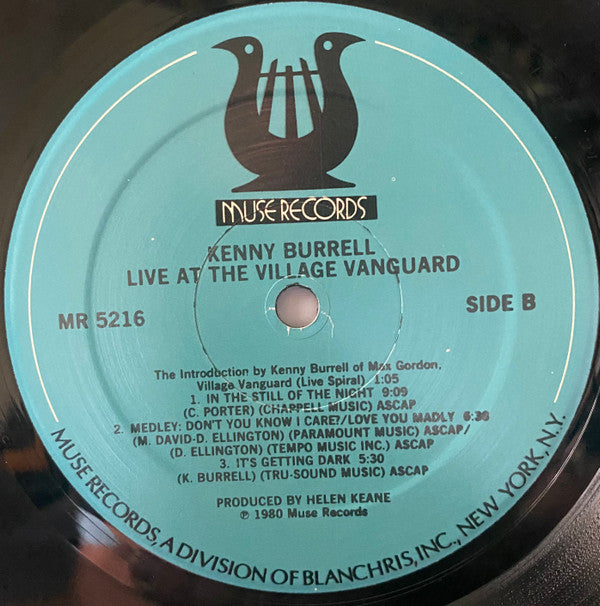 MUSE RECORDS
KENNY BURRELL
LIVE AT THE VILLAGE VANGUARD
MR 5216
SIDE B
The Introduction by Kenny Burrell of Max Gordon,
Village Vanguard (Live Spiral) 1:05
1. IN THE STILL OF THE NIGHT 9:09
(C. PORTER) (CHAPPELL MUSIC) ASCAP
2. MEDLEY: DON'T YOU KNOW I CARE?/LOVE YOU MADLY 6:30
(M. DAVID-D. ELLINGTON) (PARAMOUNT MUSIC) ASCAP/
(D. ELLINGTON) (TEMPO MUSIC INC.) ASCAP
3. IT'S GETTING DARK 5:30
(K. BURRELL) (TRU-SOUND MUSIC) ASCAP
PRODUCED BY HELEN KEANE
℗ 1980 Muse Records
MUSE RECORDS, A DIVISION OF BLANCHRIS, INC., NEW YORK, N.Y.